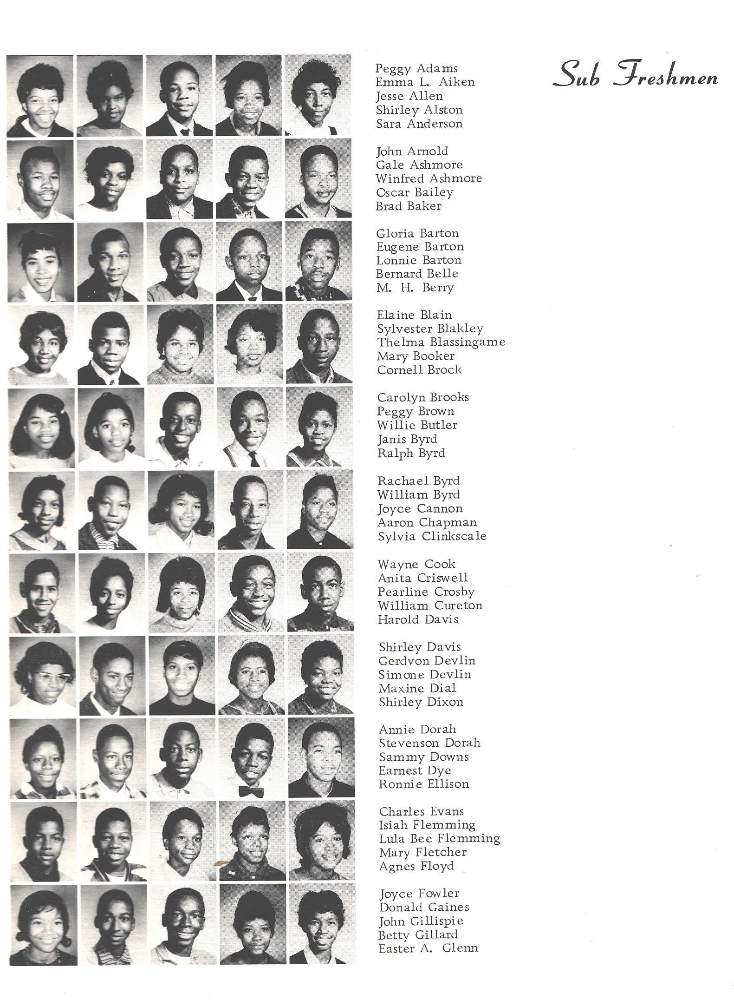 Sub Freshmen
Peggy Adams
Emma L. Aiken
Jesse Allen
Shirley Alston
Sara Anderson
John Arnold
Gale Ashmore
Winfred Ashmore
Oscar Bailey
Brad Baker
Gloria Barton
Eugene Barton
Lonnie Barton
Bernard Belle
M. H. Berry
Elaine Blain
Sylvester Blakley
Thelma Blassingame
Mary Booker
Cornell Brock
Carolyn Brooks
Peggy Brown
Willie Butler
Janis Byrd
Ralph Byrd
Rachael Byrd
William Byrd
Joyce Cannon
Aaron Chapman
Sylvia Clinkscale
Wayne Cook
Anita Criswell
Pearline Crosby
William Cureton
Harold Davis
Shirley Davis
Gerdvon Devlin
Simone Devlin
Maxine Dial
Shirley Dixon
Annie Dorah
Stevenson Dorah
Sammy Downs
Earnest Dye
Ronnie Ellison
Charles Evans
Isiah Flemming
Lula Bee Flemming
Mary Fletcher
Agnes Floyd
Joyce Fowler
Donald Gaines
John Gillispie
Betty Gillard
Easter A. Glenn